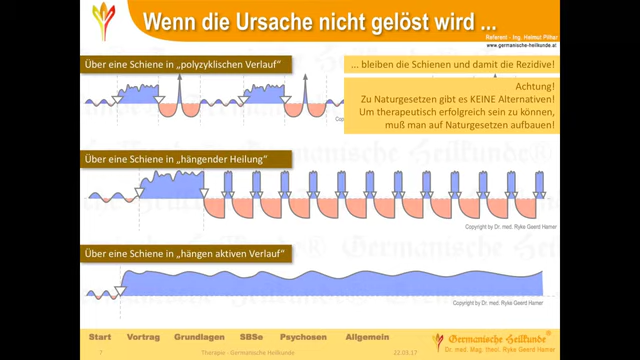 Wenn die Ursache nicht gelöst wird ...
Referent - Ing. Helmut Pilhar
www.germanische-heilkunde.at
Über eine Schiene in „polyzyklischen Verlauf“
... bleiben die Schienen und damit die Rezidive!
Achtung!
Zu Naturgesetzen gibt es KEINE Alternativen!
Um therapeutisch erfolgreich sein zu können,
muß man auf Naturgesetzen aufbauen!
Über eine Schiene in „hängender Heilung“
Germanische Heilkunde®
Copyright by Dr. med. Ryke Geerd Hamer
Über eine Schiene in „hängen aktiven Verlauf“
Copyright by Dr. med. Ryke Geerd Hamer
Start Vortrag Grundlagen SBSe Psychosen Allgemein
Germanische Heilkunde®
Dr. med. Mag. theol. Ryke Geerd Hamer
7 Therapie - Germanische Heilkunde 22.03.17